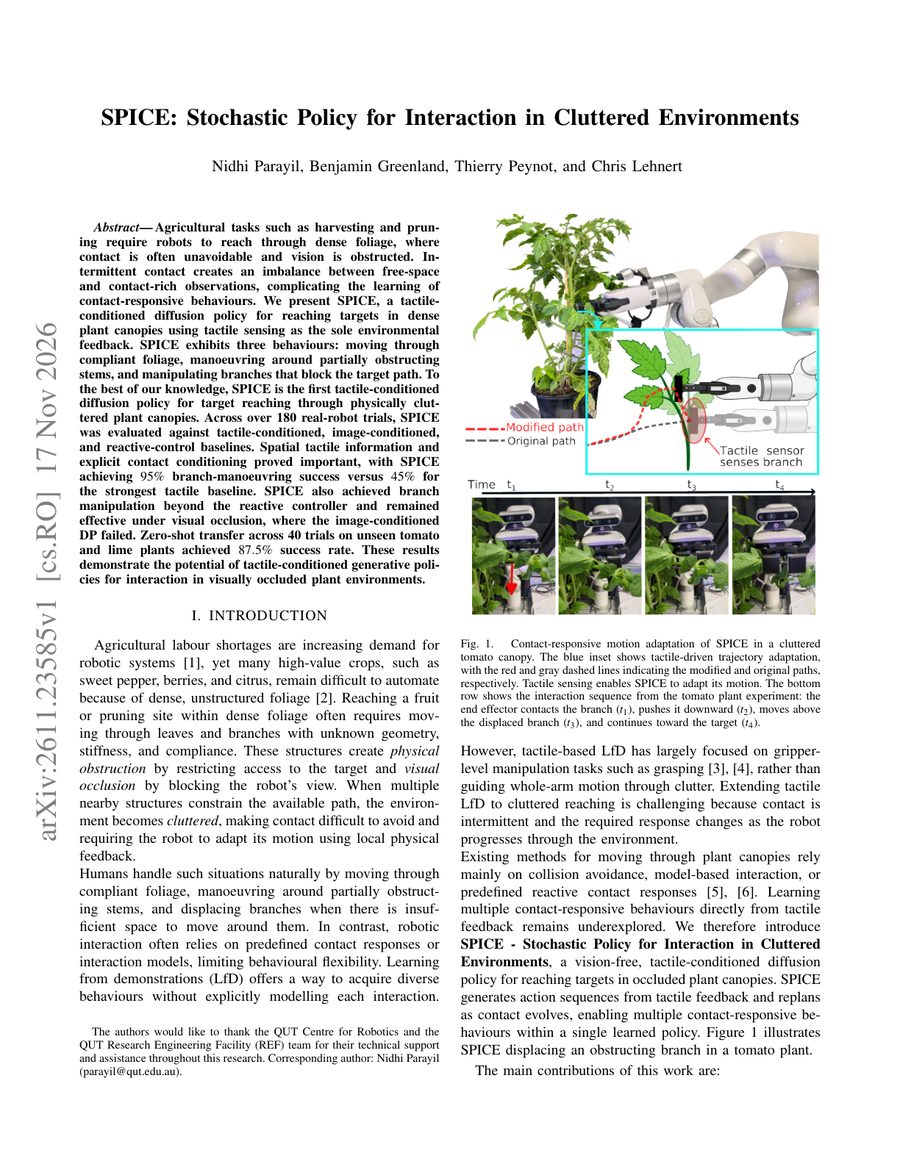 SPICE: Stochastic Policy for Interaction in Cluttered Environments
Nidhi Parayil, Benjamin Greenland, Thierry Peynot, and Chris Lehnert
arXiv:2611.23585v1 [cs.RO] 17 Nov 2026
Abstract— Agricultural tasks such as harvesting and prun-
ing require robots to reach through dense foliage, where
contact is often unavoidable and vision is obstructed. In-
termittent contact creates an imbalance between free-space
and contact-rich observations, complicating the learning of
contact-responsive behaviours. We present SPICE, a tactile-
conditioned diffusion policy for reaching targets in dense
plant canopies using tactile sensing as the sole environmental
feedback. SPICE exhibits three behaviours: moving through
compliant foliage, manoeuvring around partially obstructing
stems, and manipulating branches that block the target path. To
the best of our knowledge, SPICE is the first tactile-conditioned
diffusion policy for target reaching through physically clut-
tered plant canopies. Across over 180 real-robot trials, SPICE
was evaluated against tactile-conditioned, image-conditioned,
and reactive-control baselines. Spatial tactile information and
explicit contact conditioning proved important, with SPICE
achieving 95% branch-manoeuvring success versus 45% for
the strongest tactile baseline. SPICE also achieved branch
manipulation beyond the reactive controller and remained
effective under visual occlusion, where the image-conditioned
DP failed. Zero-shot transfer across 40 trials on unseen tomato
and lime plants achieved 87.5% success rate. These results
demonstrate the potential of tactile-conditioned generative poli-
cies for interaction in visually occluded plant environments.
I. INTRODUCTION
Agricultural labour shortages are increasing demand for
robotic systems [1], yet many high-value crops, such as
sweet pepper, berries, and citrus, remain difficult to automate
because of dense, unstructured foliage [2]. Reaching a fruit
or pruning site within dense foliage often requires mov-
ing through leaves and branches with unknown geometry,
stiffness, and compliance. These structures create physical
obstruction by restricting access to the target and visual
occlusion by blocking the robot's view. When multiple
nearby structures constrain the available path, the environ-
ment becomes cluttered, making contact difficult to avoid and
requiring the robot to adapt its motion using local physical
feedback.
Humans handle such situations naturally by moving through
compliant foliage, manoeuvring around partially obstruct-
ing stems, and displacing branches when there is insuf-
ficient space to move around them. In contrast, robotic
interaction often relies on predefined contact responses or
interaction models, limiting behavioural flexibility. Learning
from demonstrations (LfD) offers a way to acquire diverse
behaviours without explicitly modelling each interaction.
The authors would like to thank the QUT Centre for Robotics and the
QUT Research Engineering Facility (REF) team for their technical support
and assistance throughout this research. Corresponding author: Nidhi Parayil
(parayil@qut.edu.au).
Modified path
Original path
Tactile sensor
senses branch
Time t1 t2 t3 t4
Fig. 1. Contact-responsive motion adaptation of SPICE in a cluttered
tomato canopy. The blue inset shows tactile-driven trajectory adaptation,
with the red and gray dashed lines indicating the modified and original paths,
respectively. Tactile sensing enables SPICE to adapt its motion. The bottom
row shows the interaction sequence from the tomato plant experiment: the
end effector contacts the branch (t1), pushes it downward (t2), moves above
the displaced branch (t3), and continues toward the target (t4).
However, tactile-based LfD has largely focused on gripper-
level manipulation tasks such as grasping [3], [4], rather than
guiding whole-arm motion through clutter. Extending tactile
LfD to cluttered reaching is challenging because contact is
intermittent and the required response changes as the robot
progresses through the environment.
Existing methods for moving through plant canopies rely
mainly on collision avoidance, model-based interaction, or
predefined reactive contact responses [5], [6]. Learning
multiple contact-responsive behaviours directly from tactile
feedback remains underexplored. We therefore introduce
SPICE - Stochastic Policy for Interaction in Cluttered
Environments, a vision-free, tactile-conditioned diffusion
policy for reaching targets in occluded plant canopies. SPICE
generates action sequences from tactile feedback and replans
as contact evolves, enabling multiple contact-responsive be-
haviours within a single learned policy. Figure 1 illustrates
SPICE displacing an obstructing branch in a tomato plant.
The main contributions of this work are: